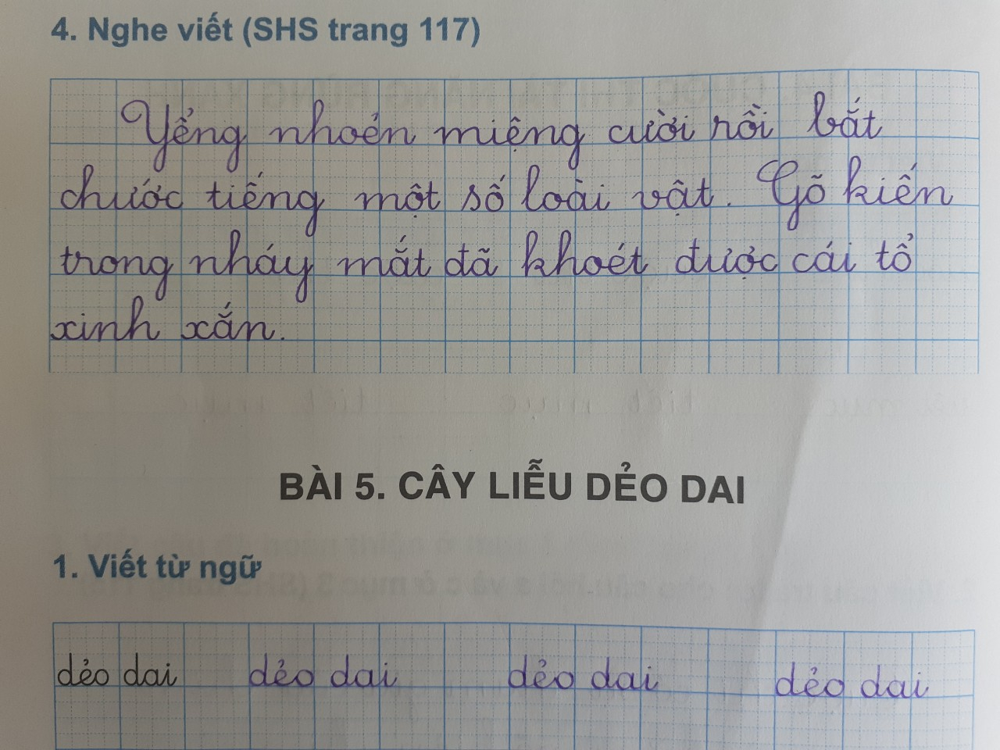 4. Nghe viết (SHS trang 117)
Yểng nhoẻn miệng cười rồi bắt
chước tiếng một số loài vật. Gõ kiến
trong nháy mắt đã khoét được cái tổ
xinh xắn.
BÀI 5. CÂY LIỄU DẺO DAI
1. Viết từ ngữ
dẻo dai dẻo dai dẻo dai dẻo dai